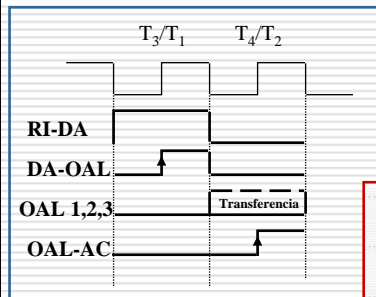 T3/T1 T4/T2
RI-DA
DA-OAL
OAL 1,2,3 Transferencia
OAL-AC